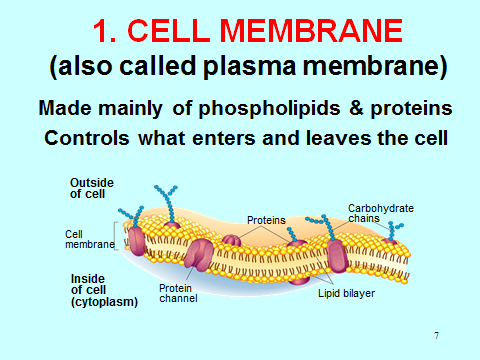 1. CELL MEMBRANE
(also called plasma membrane)
Made mainly of phospholipids & proteins
Controls what enters and leaves the cell
Outside
of cell
Carbohydrate
chains
Proteins
Cell
membrane
Inside
of cell
(cytoplasm)
Protein
channel
Lipid bilayer
7